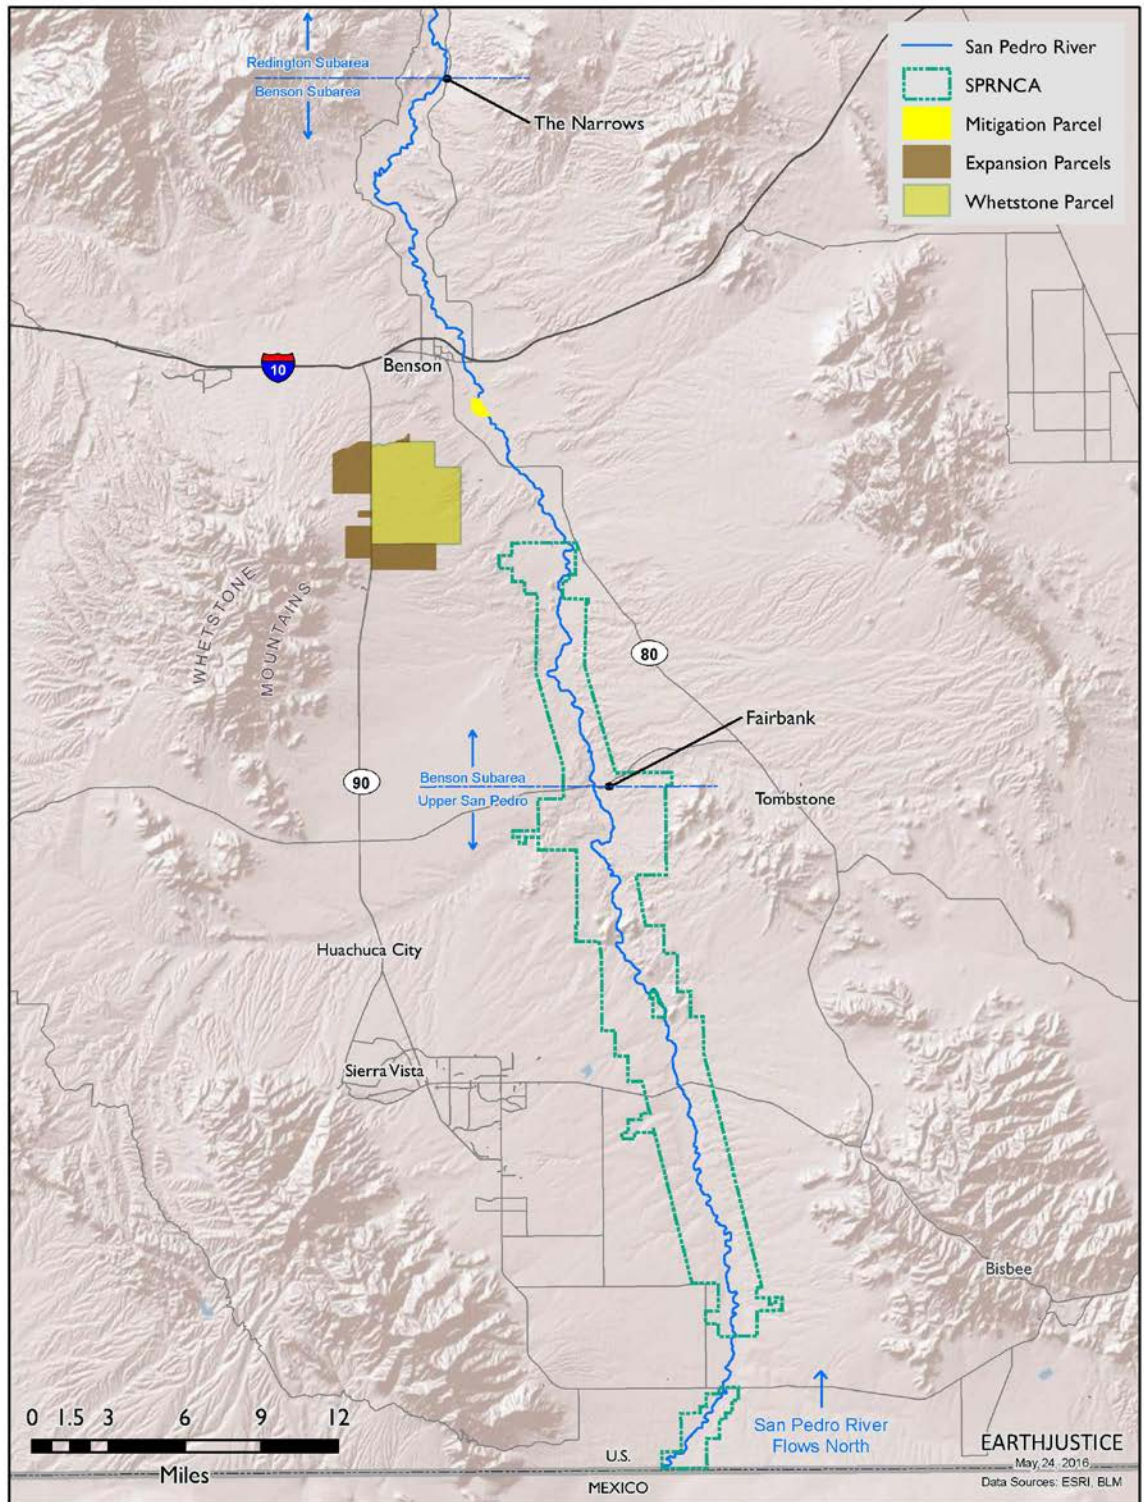 Redington Subarea
Benson Subarea
The Narrows
San Pedro River
SPRNCA
Mitigation Parcel
Expansion Parcels
Whetstone Parcel
Benson
10
WHETSTONE
MOUNTAINS
80
Fairbank
90
Benson Subarea
Upper San Pedro
Tombstone
Huachuca City
Sierra Vista
Bisbee
0 1.5 3 6 9 12
Miles
San Pedro River
Flows North
U.S.
MEXICO
EARTHJUSTICE
May 24, 2016
Data Sources: ESRI, BLM